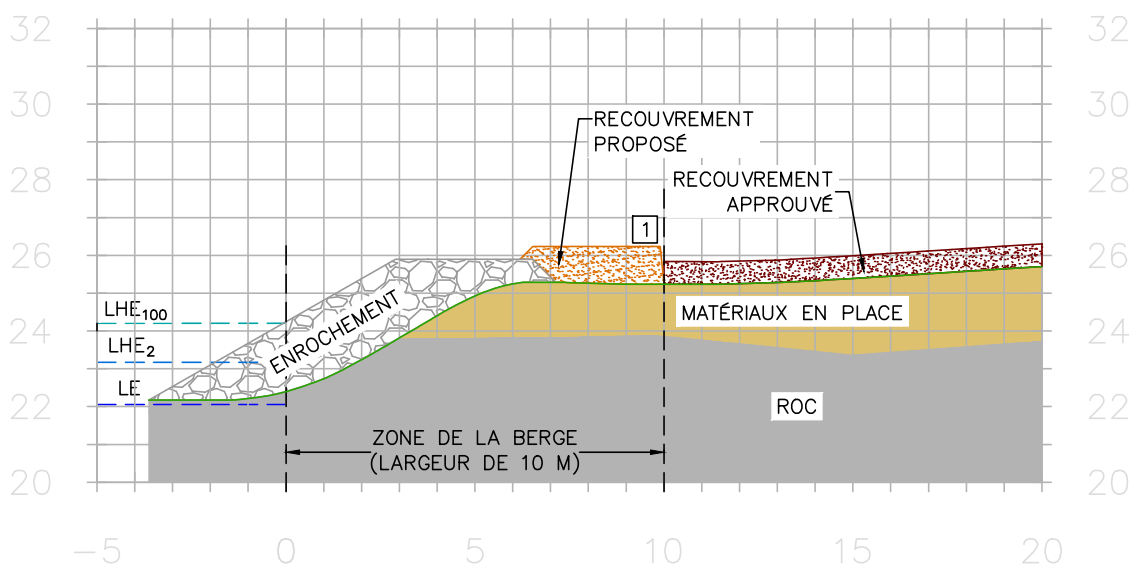 32
32
30
30
RECOUVREMENT
PROPOSÉ
28
28
RECOUVREMENT
APPROUVÉ
1
26
26
LHE100
ENROCHEMENT
MATÉRIAUX EN PLACE
24
24
LHE2
LE
22
22
ROC
ZONE DE LA BERGE
(LARGEUR DE 10 M)
20
20
-5
0
5
10
15
20